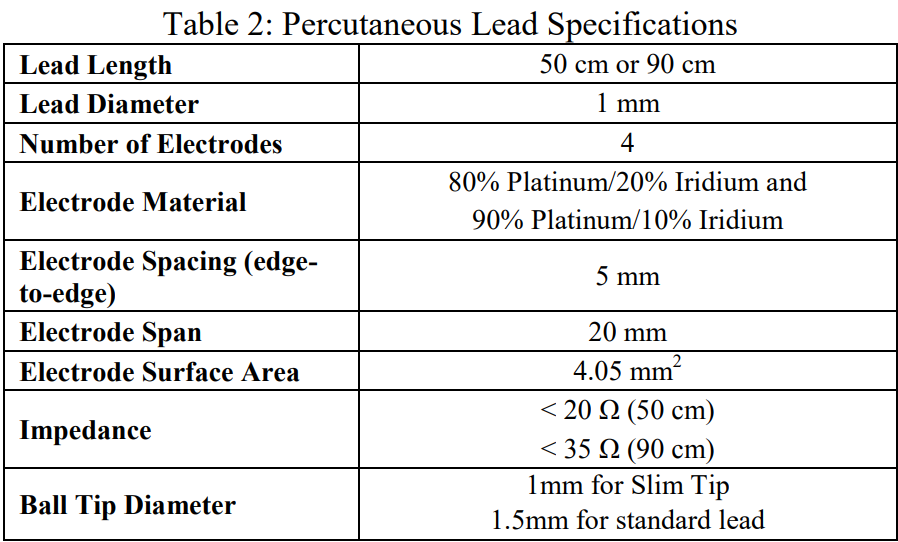 Table 2: Percutaneous Lead Specifications
Lead Length 50 cm or 90 cm
Lead Diameter 1 mm
Number of Electrodes 4
Electrode Material 80% Platinum/20% Iridium and
90% Platinum/10% Iridium
Electrode Spacing (edge-
to-edge) 5 mm
Electrode Span 20 mm
Electrode Surface Area 4.05 mm²
Impedance < 20 Ω (50 cm)
< 35 Ω (90 cm)
Ball Tip Diameter 1mm for Slim Tip
1.5mm for standard lead